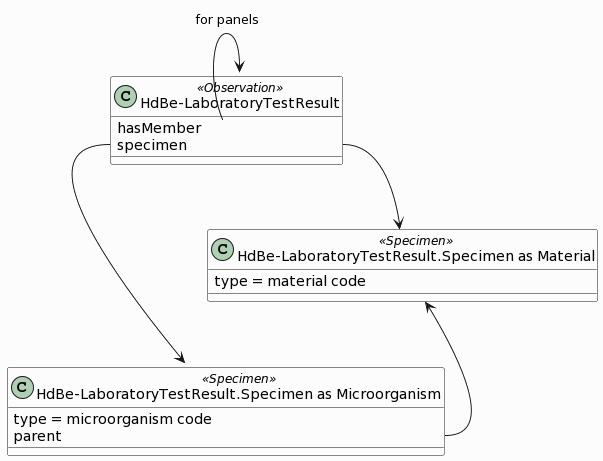 for panels
C
«Observation»
HdBe-LaboratoryTestResult
hasMember
specimen
C
«Specimen»
HdBe-LaboratoryTestResult.Specimen as Material
type = material code
C
«Specimen»
HdBe-LaboratoryTestResult.Specimen as Microorganism
type = microorganism code
parent